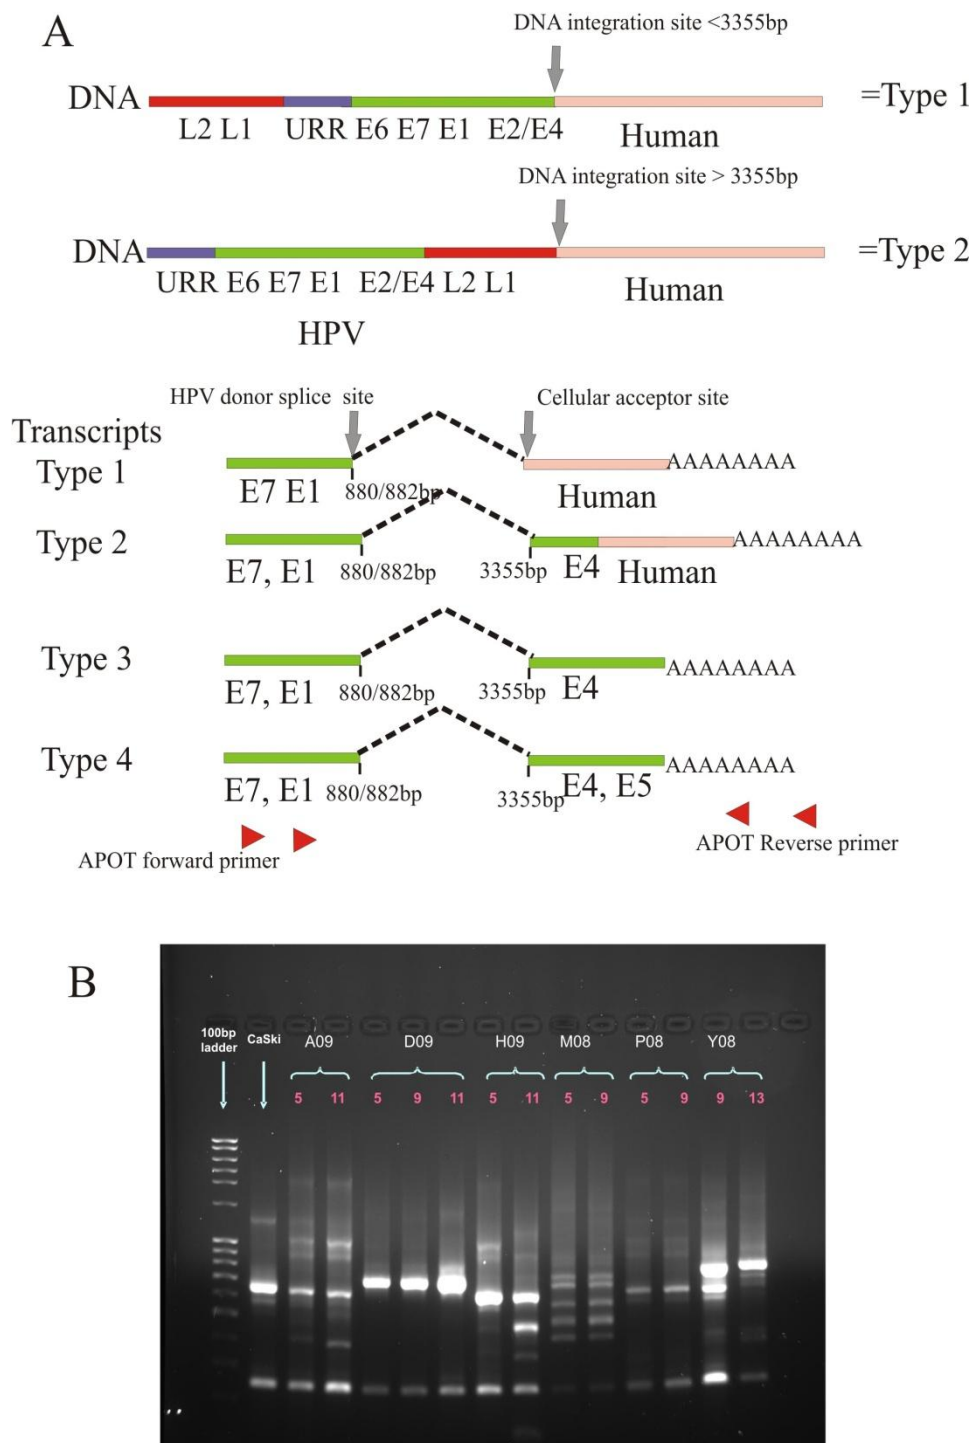 A
DNA integration site <3355bp
DNA =Type 1
L2 L1 URR E6 E7 E1 E2/E4 Human
DNA integration site > 3355bp
DNA =Type 2
URR E6 E7 E1 E2/E4 L2 L1 Human
HPV
HPV donor splice site Cellular acceptor site
Transcripts
Type 1 AAAAAAAA
E7 E1 880/882bp Human
Type 2 AAAAAAAA
E7, E1 880/882bp 3355bp E4 Human
Type 3 AAAAAAAA
E7, E1 880/882bp 3355bp E4
Type 4 AAAAAAAA
E7, E1 880/882bp 3355bp E4, E5
APOT forward primer APOT Reverse primer
B
100bp ladder CaSki A09 D09 H09 M08 P08 Y08
5 11 5 9 11 5 11 5 9 5 9 9 13